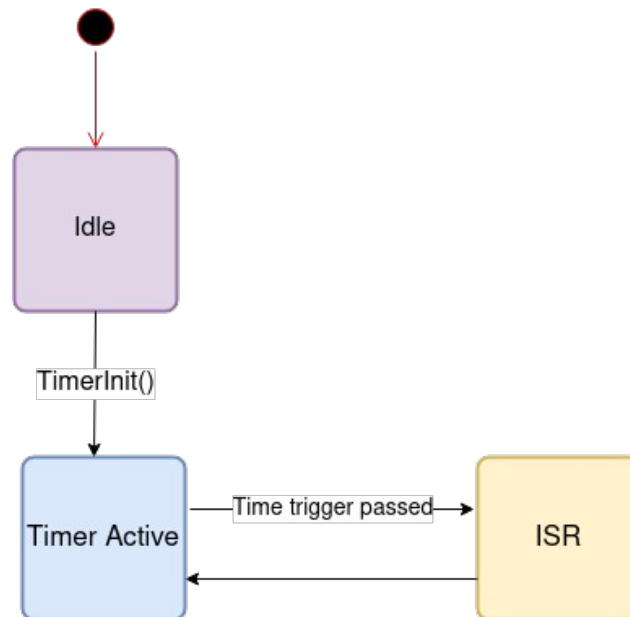 Idle
TimerInit()
Timer Active
Time trigger passed
ISR